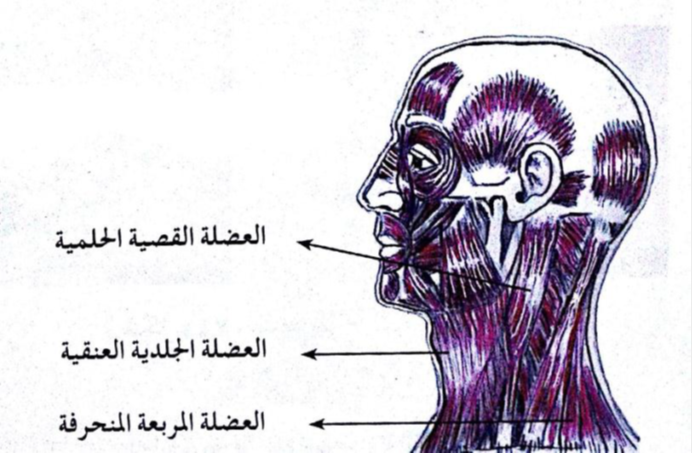 العضلة القصية الحلمية
العضلة الجلدية العنقية
العضلة المربعة المنحرفة